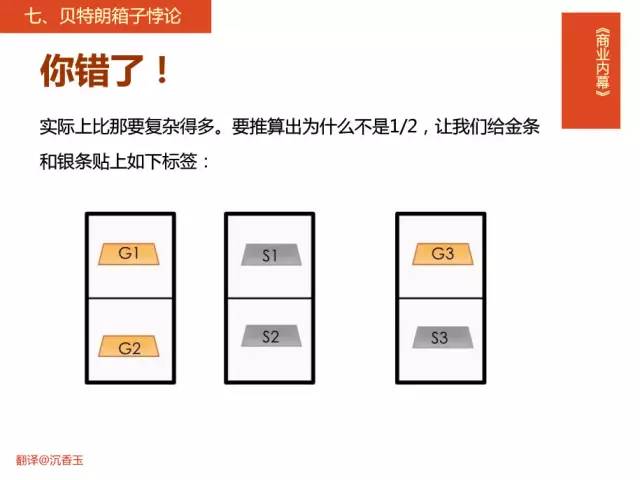 七、贝特朗箱子悖论
《商业内幕》
你错了！
实际上比那要复杂得多。要推算出为什么不是1/2，让我们给金条
和银条贴上如下标签：
G1
S1
G3
G2
S2
S3
翻译@沉香玉